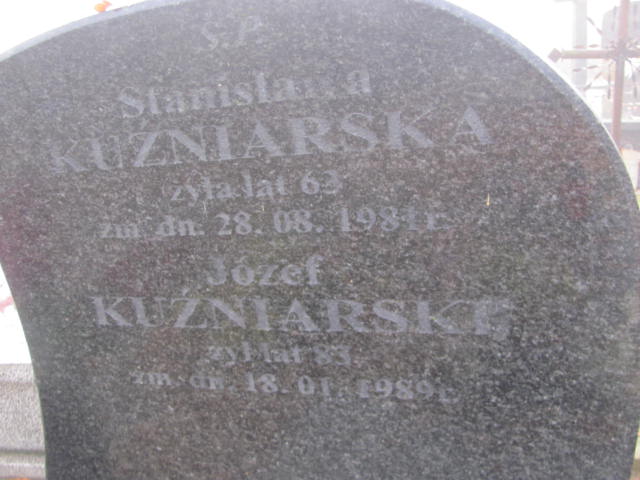 Ś.P.
Stanisława
KUŹNIARSKA
żyła lat 63
zm. dn. 28. 08. 1981 r.
Józef
KUŹNIARSKI
żył lat 83
zm. dn. 18. 01. 1989 r.